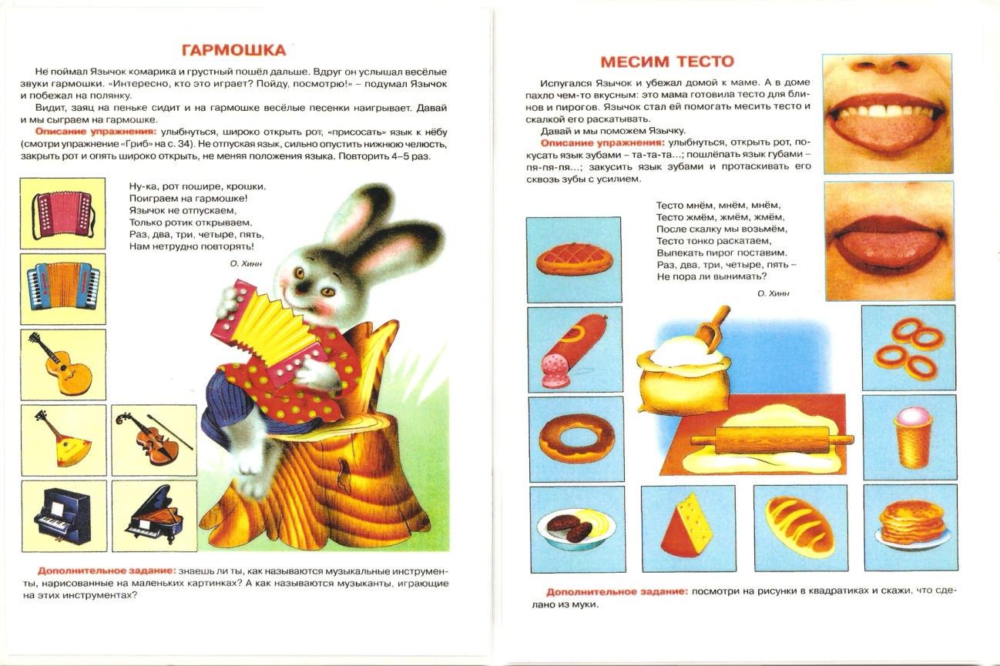 ГАРМОШКА
Не поймал Язычок комарика и грустный пошёл дальше. Вдруг он услышал весёлые
звуки гармошки. «Интересно, кто это играет? Пойду, посмотрю!» – подумал Язычок
и побежал на полянку.
Видит, заяц на пеньке сидит и на гармошке весёлые песенки наигрывает. Давай
и мы сыграем на гармошке.
Описание упражнения: улыбнуться, широко открыть рот, «присосать» язык к нёбу
(смотри упражнение «Гриб» на с. 34). Не отпуская язык, сильно опустить нижнюю челюсть,
закрыть рот и опять широко открыть, не меняя положения языка. Повторить 4–5 раз.
Ну-ка, рот пошире, крошки.
Поиграем на гармошке!
Язычок не отпускаем,
Только ротик открываем.
Раз, два, три, четыре, пять,
Нам нетрудно повторять!
О. Хинн
Дополнительное задание: знаешь ли ты, как называются музыкальные инструмен-
ты, нарисованные на маленьких картинках? А как называются музыканты, играющие
на этих инструментах?
МЕСИМ ТЕСТО
Испугался Язычок и убежал домой к маме. А в доме
пахло чем-то вкусным: это мама готовила тесто для бли-
нов и пирогов. Язычок стал ей помогать месить тесто и
скалкой его раскатывать.
Давай и мы поможем Язычку.
Описание упражнения: улыбнуться, открыть рот, по-
кусать язык зубами – та-та-та...; пошлёпать язык губами –
пя-пя-пя...; закусить язык зубами и протаскивать его
сквозь зубы с усилием.
Тесто мнём, мнём, мнём,
Тесто жмём, жмём, жмём,
После скалку мы возьмём,
Тесто тонко раскатаем,
Выпекать пирог поставим.
Раз, два, три, четыре, пять –
Не пора ли вынимать?
О. Хинн
Дополнительное задание: посмотри на рисунки в квадратиках и скажи, что сде-
лано из муки.